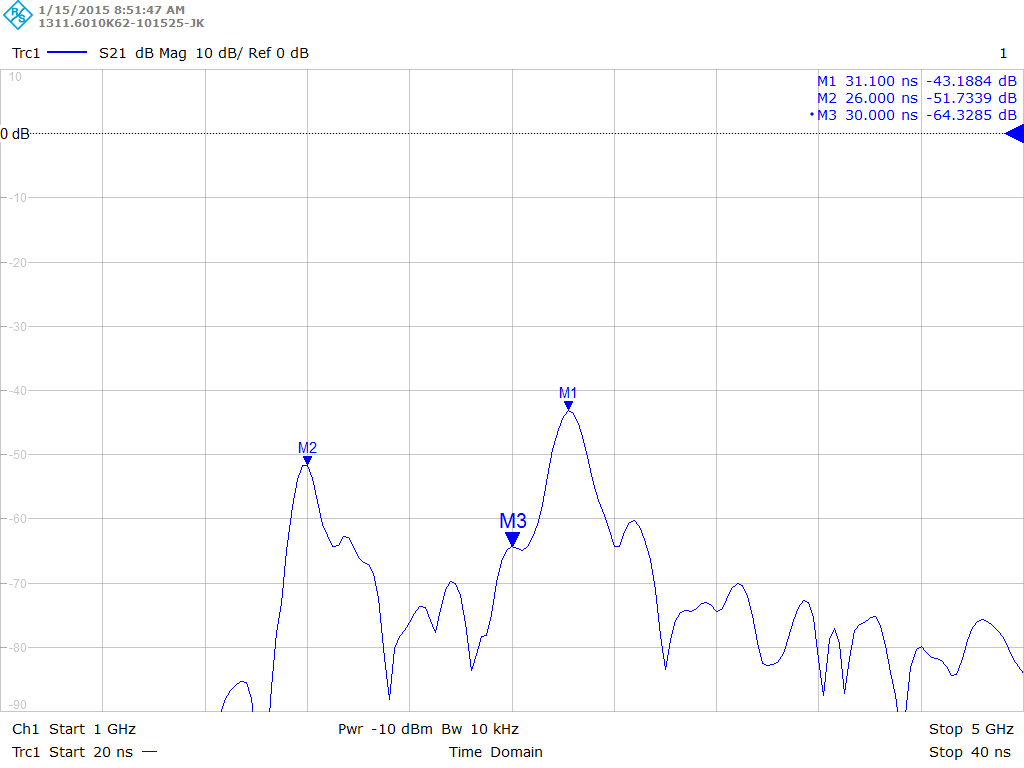 R&S
1/15/2015 8:51:47 AM
1311.6010K62-101525-JK
Trc1 S21 dB Mag 10 dB/ Ref 0 dB 1
10
M1 31.100 ns -43.1884 dB
M2 26.000 ns -51.7339 dB
•M3 30.000 ns -64.3285 dB
0 dB
-10
-20
-30
-40
M1
M2
-50
-60
M3
-70
-80
-90
Ch1 Start 1 GHz Pwr -10 dBm Bw 10 kHz Stop 5 GHz
Trc1 Start 20 ns — Time Domain Stop 40 ns